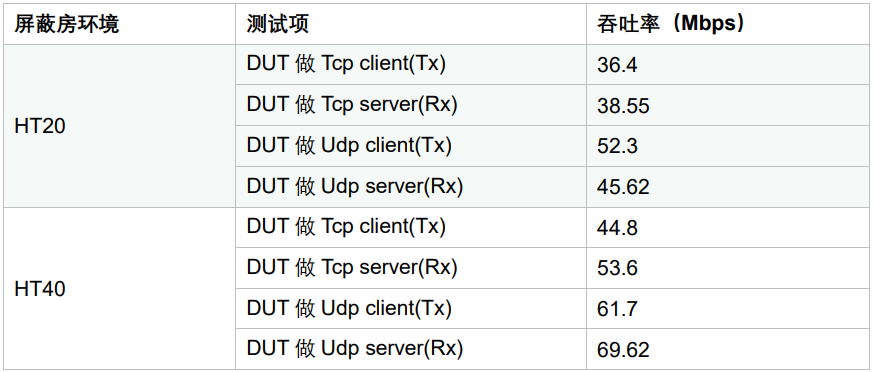 屏蔽房环境 测试项 吞吐率（Mbps）
HT20
DUT 做 Tcp client(Tx) 36.4
DUT 做 Tcp server(Rx) 38.55
DUT 做 Udp client(Tx) 52.3
DUT 做 Udp server(Rx) 45.62
HT40
DUT 做 Tcp client(Tx) 44.8
DUT 做 Tcp server(Rx) 53.6
DUT 做 Udp client(Tx) 61.7
DUT 做 Udp server(Rx) 69.62